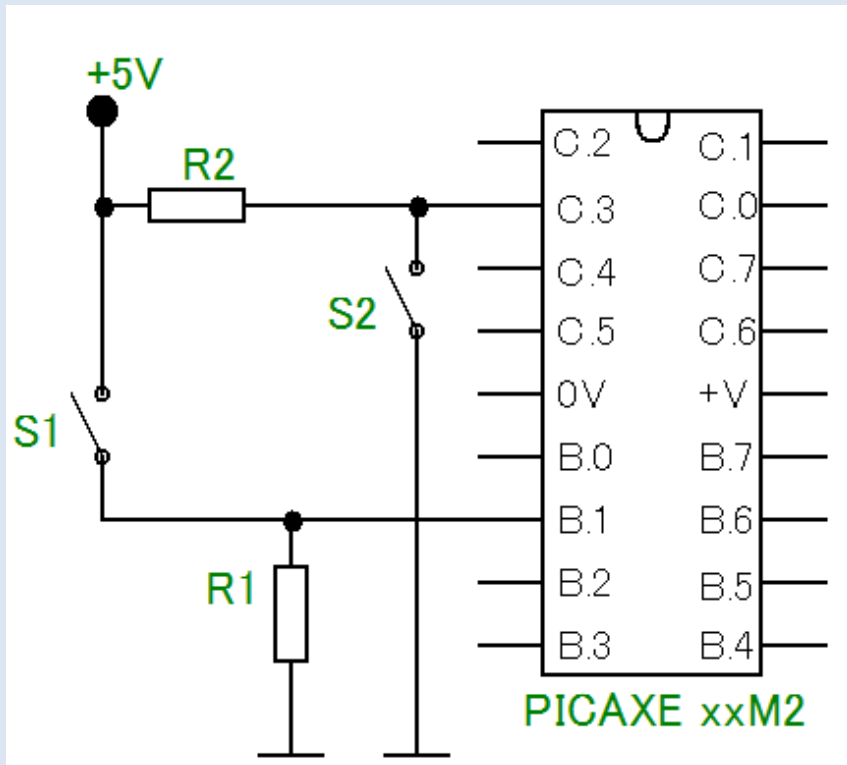 +5V
R2
C.2 C.1
C.3 C.0
C.4 C.7
S2
C.5 C.6
0V +V
S1
B.0 B.7
B.1 B.6
R1
B.2 B.5
B.3 B.4
PICAXE xxM2